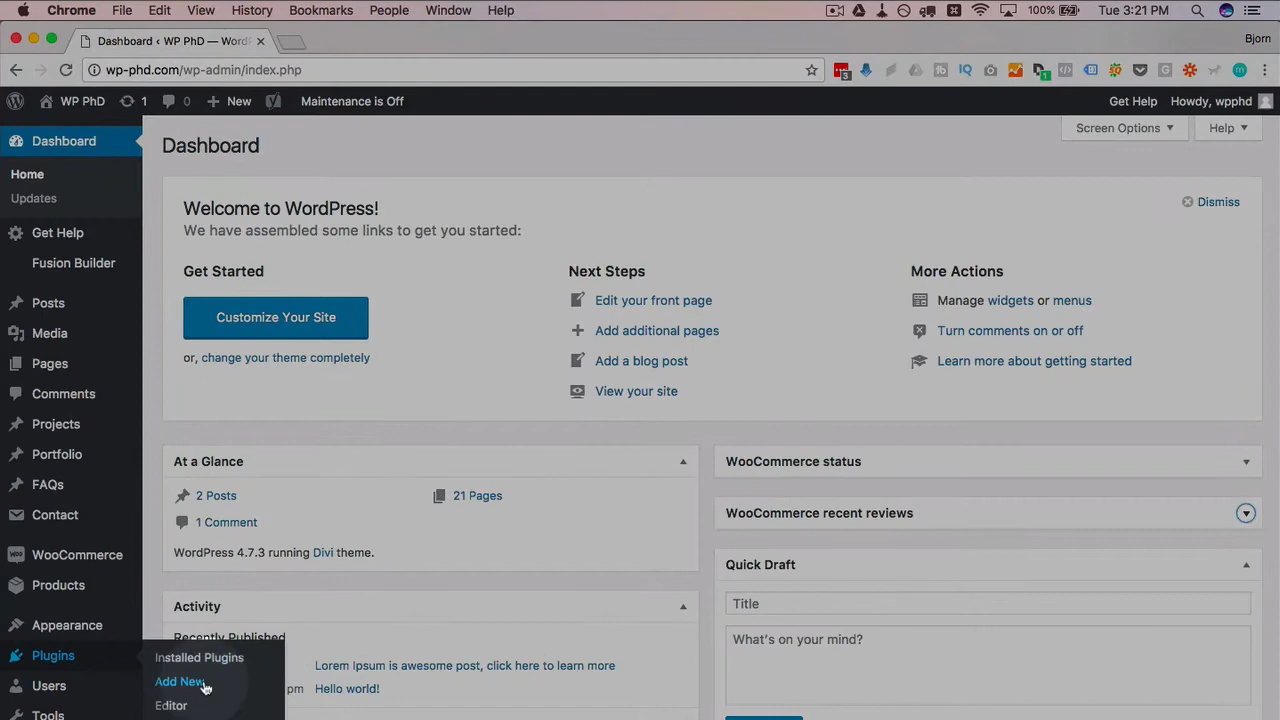 Chrome File Edit View History Bookmarks People Window Help 100% Tue 3:21 PM
Dashboard ‹ WP PhD — WordP Bjorn
wp-phd.com/wp-admin/index.php 3 1
WP PhD 1 0 New Maintenance is Off Get Help Howdy, wpphd
Dashboard
Home
Updates
Get Help
Fusion Builder
Posts
Media
Pages
Comments
Projects
Portfolio
FAQs
Contact
WooCommerce
Products
Appearance
Plugins
Users
Tools
Installed Plugins
Add New
Editor
Screen Options Help
Dashboard
Welcome to WordPress! Dismiss
We have assembled some links to get you started:
Get Started
Customize Your Site
or, change your theme completely
Next Steps
Edit your front page
Add additional pages
Add a blog post
View your site
More Actions
Manage widgets or menus
Turn comments on or off
Learn more about getting started
At a Glance
2 Posts 21 Pages
1 Comment
WordPress 4.7.3 running Divi theme.
Activity
Recently Published
Lorem Ipsum is awesome post, click here to learn more
pm Hello world!
WooCommerce status
WooCommerce recent reviews
Quick Draft
Title
What's on your mind?